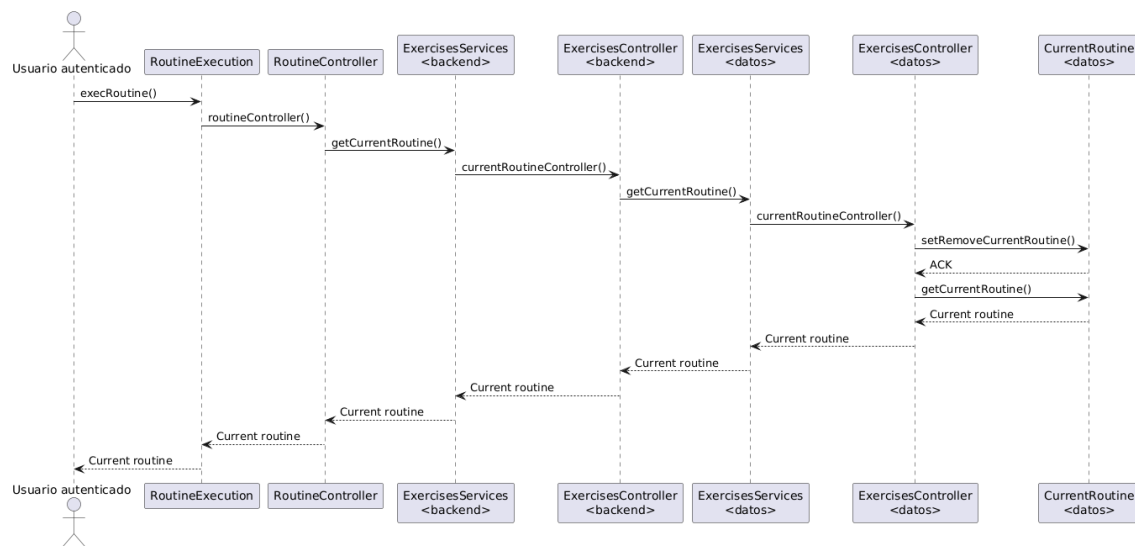 Usuario autenticado
RoutineExecution
RoutineController
ExercisesServices
<backend>
ExercisesController
<backend>
ExercisesServices
<datos>
ExercisesController
<datos>
CurrentRoutine
<datos>
execRoutine()
routineController()
getCurrentRoutine()
currentRoutineController()
getCurrentRoutine()
currentRoutineController()
setRemoveCurrentRoutine()
ACK
getCurrentRoutine()
Current routine
Current routine
Current routine
Current routine
Current routine
Current routine
Current routine
Usuario autenticado
RoutineExecution
RoutineController
ExercisesServices
<backend>
ExercisesController
<backend>
ExercisesServices
<datos>
ExercisesController
<datos>
CurrentRoutine
<datos>